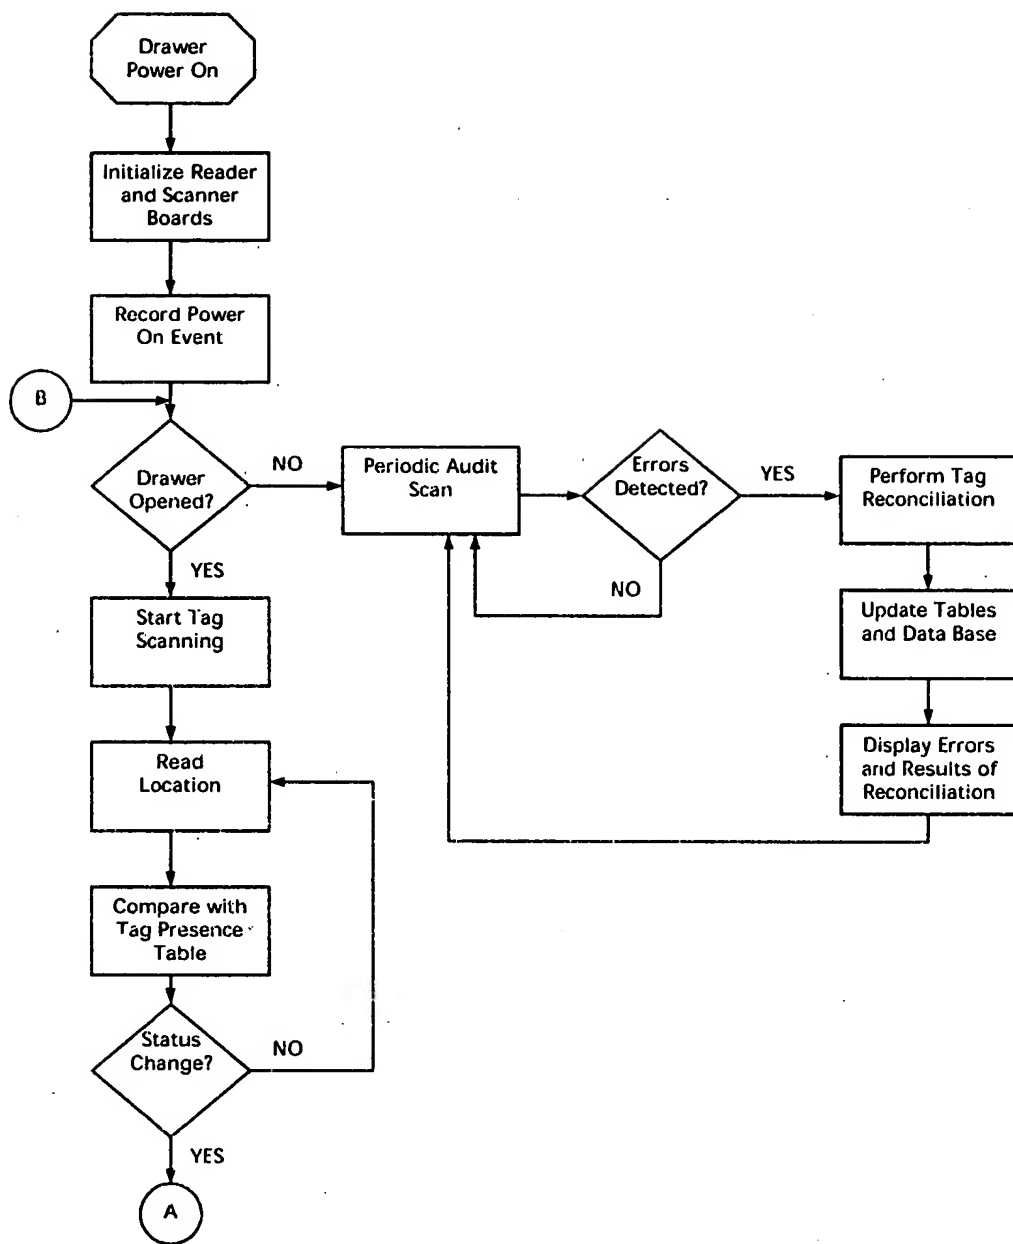 Drawer
Power On
Initialize Reader
and Scanner
Boards
Record Power
On Event
B
Drawer
Opened?
NO
Periodic Audit
Scan
Errors
Detected?
YES
Perform Tag
Reconciliation
NO
Update Tables
and Data Base
Display Errors
and Results of
Reconciliation
YES
Start Tag
Scanning
Read
Location
Compare with
Tag Presence
Table
Status
Change?
NO
YES
A